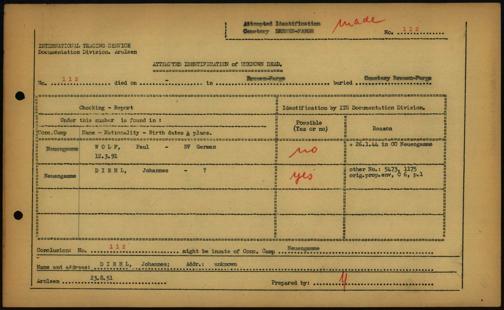 Attempted Identification made
Cemetery BREMEN-FARGE No. 112
INTERNATIONAL TRACING SERVICE
Documentation Division. Arolsen
ATTEMPTED IDENTIFICATION of UNKNOWN DEAD.
No. 112 died on - in Bremen-Farge buried Cemetery Bremen-Farge
Checking - Report Identification by ITS Documentation Division.
Under this number is found in: Possible (Yes or no) Reason
Conc.Camp Name - Nationality - Birth dates & place.
Neuengamme W O L F, Paul - SV German no + 26.1.44 in CC Neuengamme
12.3.91
Neuengamme D I E H L, Johannes - ? yes other No.: 5473, 1175
orig.prop.env, O 6, p.1
Conclusion: No. 112 might be inmate of Conc. Camp Neuengamme
Name and address: D I E H L, Johannes; Addr.: unknown
Arolsen 23.8.51 Prepared by: